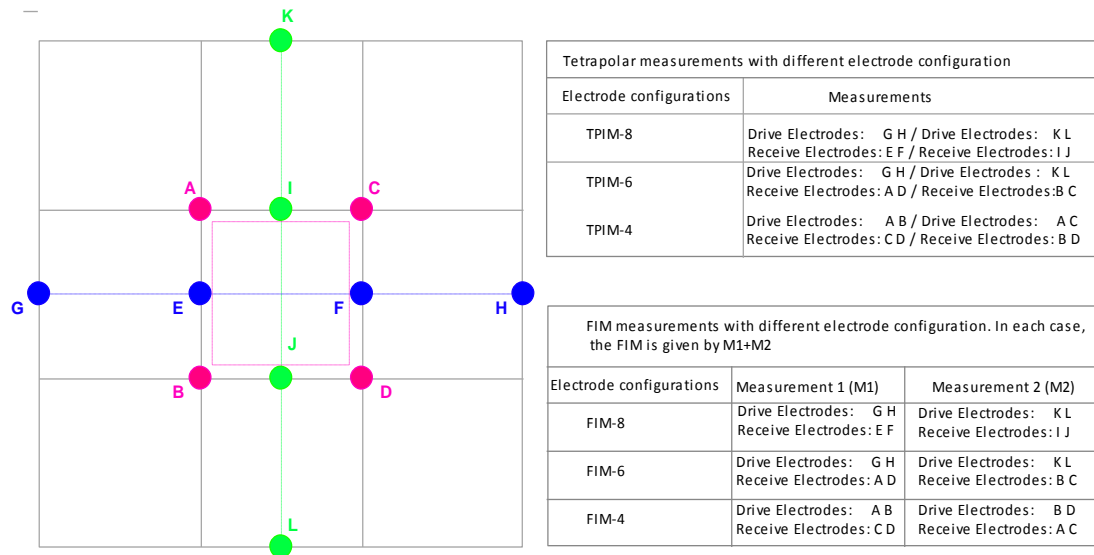 K
A
I
C
G
E
F
H
J
B
D
L
Tetrapolar measurements with different electrode configuration
Electrode configurations Measurements
TPIM-8 Drive Electrodes: G H / Drive Electrodes: K L
Receive Electrodes: E F / Receive Electrodes: I J
TPIM-6 Drive Electrodes: G H / Drive Electrodes : K L
Receive Electrodes: A D / Receive Electrodes:B C
TPIM-4 Drive Electrodes: A B / Drive Electrodes: A C
Receive Electrodes: C D / Receive Electrodes: B D
FIM measurements with different electrode configuration. In each case,
the FIM is given by M1+M2
Electrode configurations Measurement 1 (M1) Measurement 2 (M2)
FIM-8 Drive Electrodes: G H Drive Electrodes: K L
Receive Electrodes: E F Receive Electrodes: I J
FIM-6 Drive Electrodes: G H Drive Electrodes: K L
Receive Electrodes: A D Receive Electrodes: B C
FIM-4 Drive Electrodes: A B Drive Electrodes: B D
Receive Electrodes: C D Receive Electrodes: A C